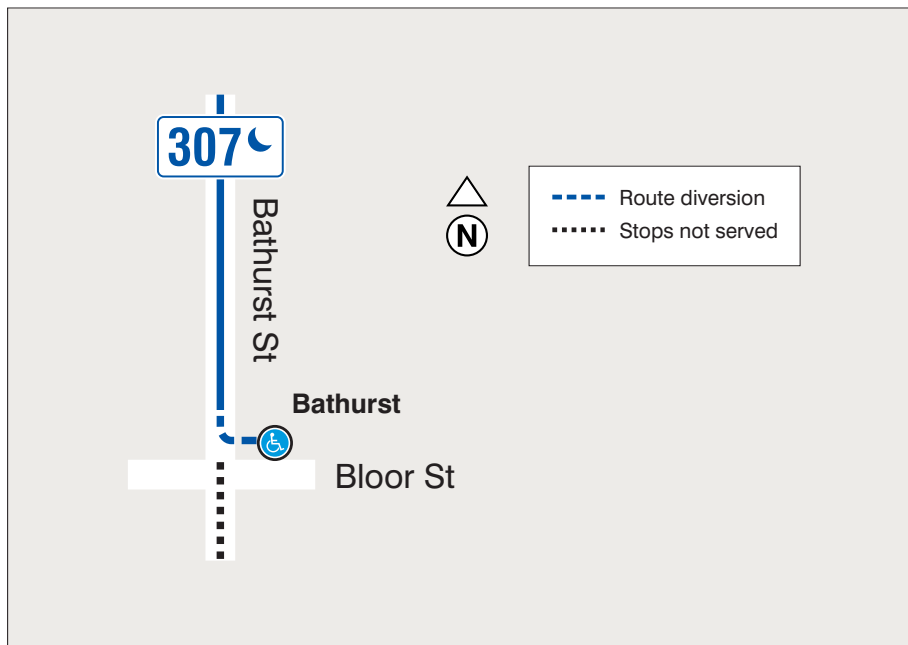 307
Bathurst St
N
Route diversion
Stops not served
Bathurst
Bloor St